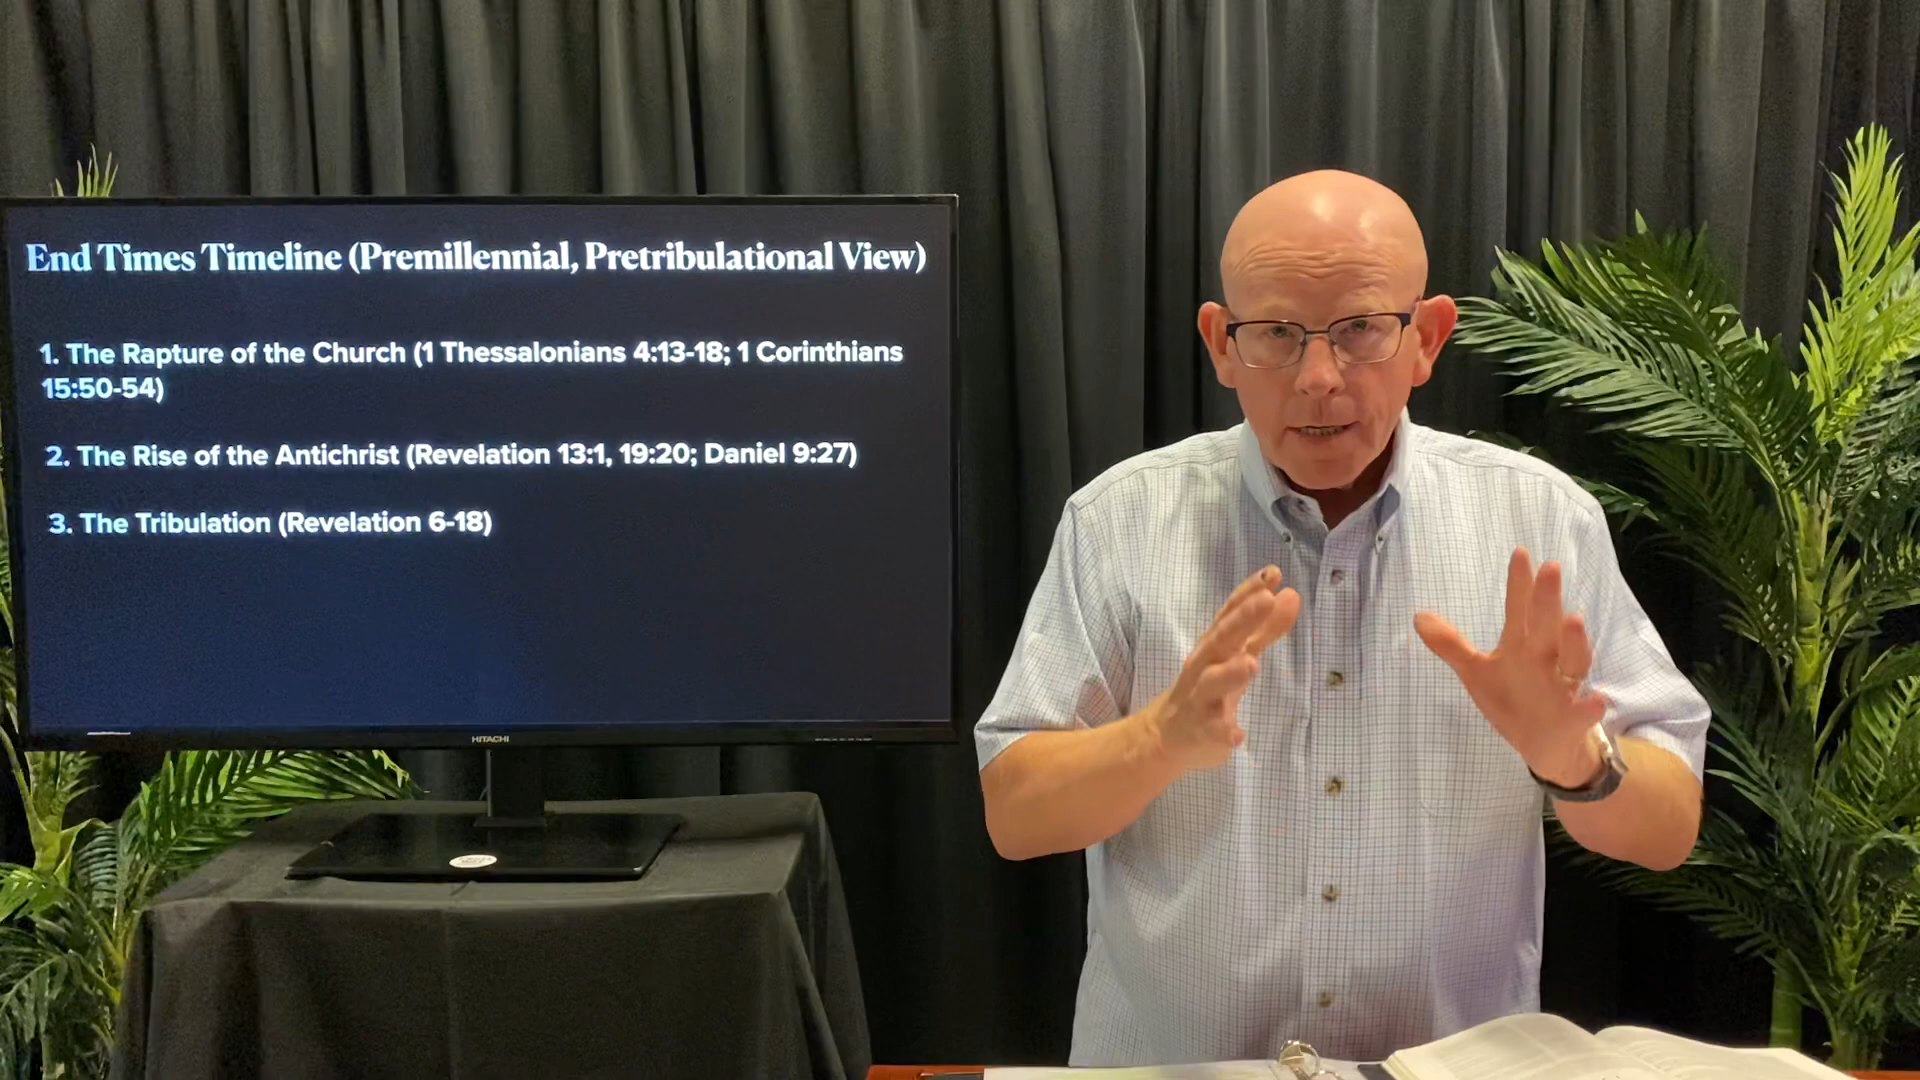 End Times Timeline (Premillennial, Pretribulational View)
1. The Rapture of the Church (1 Thessalonians 4:13-18; 1 Corinthians
15:50-54)
2. The Rise of the Antichrist (Revelation 13:1, 19:20; Daniel 9:27)
3. The Tribulation (Revelation 6-18)
HITACHI